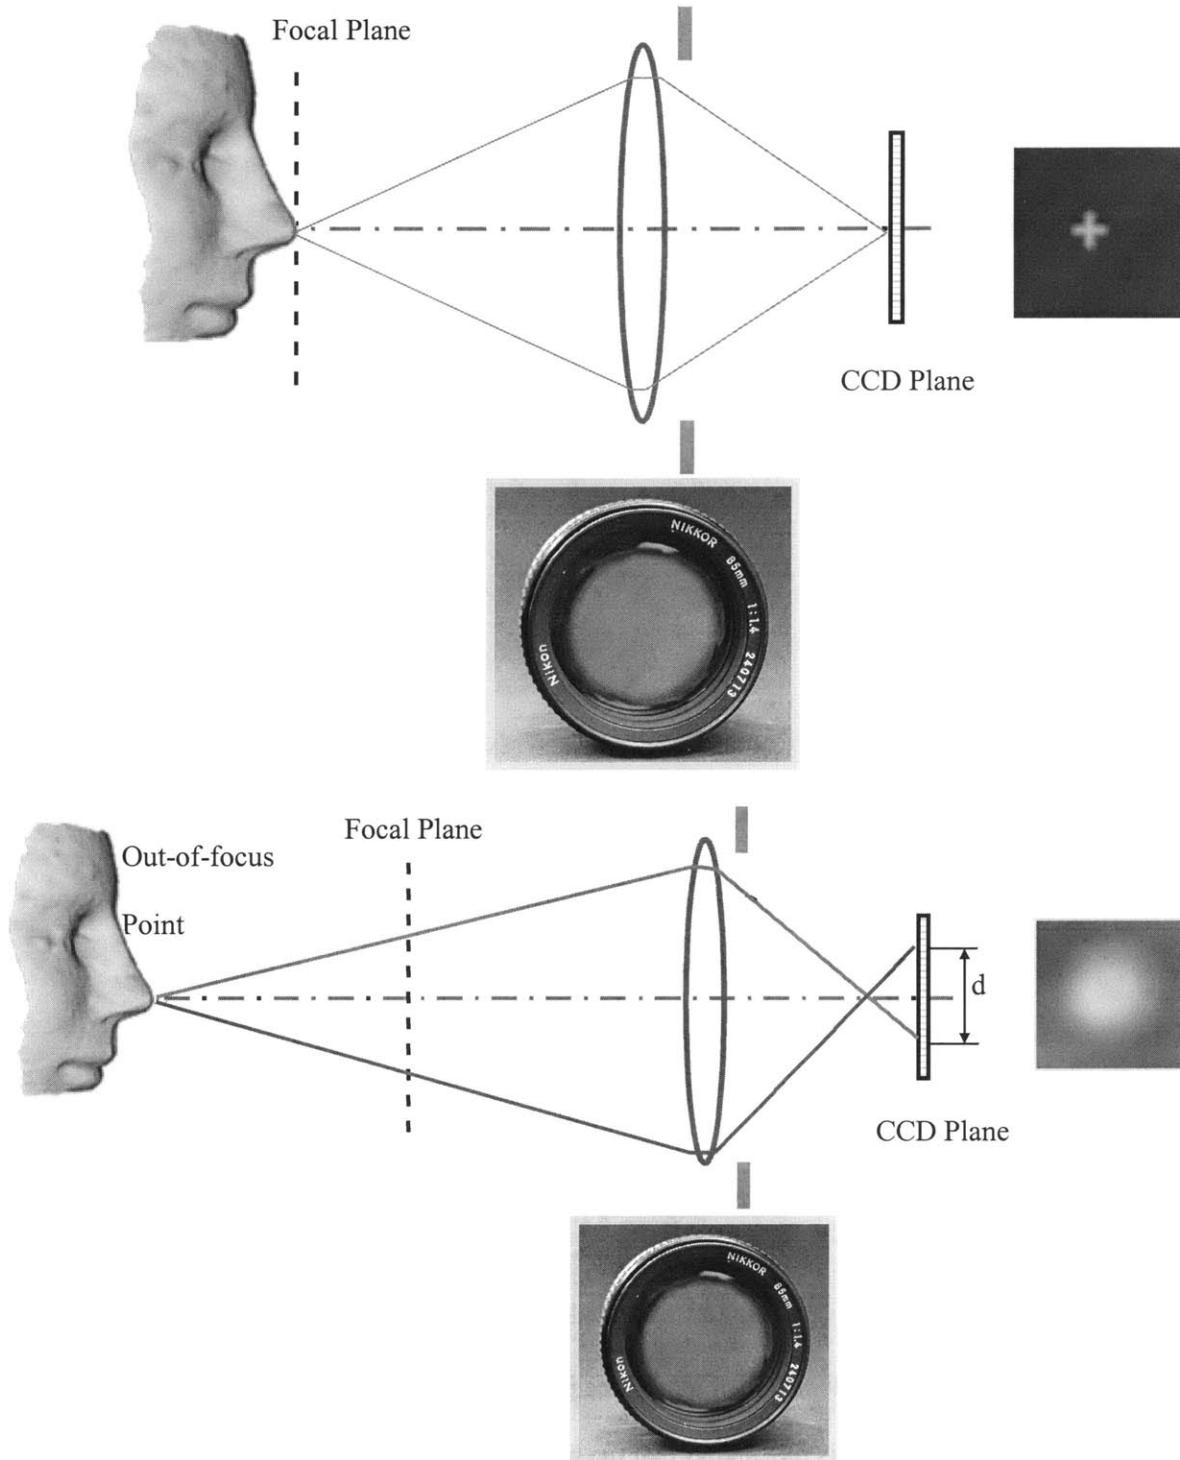 Focal Plane
CCD Plane
NIKKOR 85mm 1:1.4 240713
Nikon
Focal Plane
Out-of-focus
Point
d
CCD Plane
NIKKOR 85mm 1:1.4 240713
Nikon